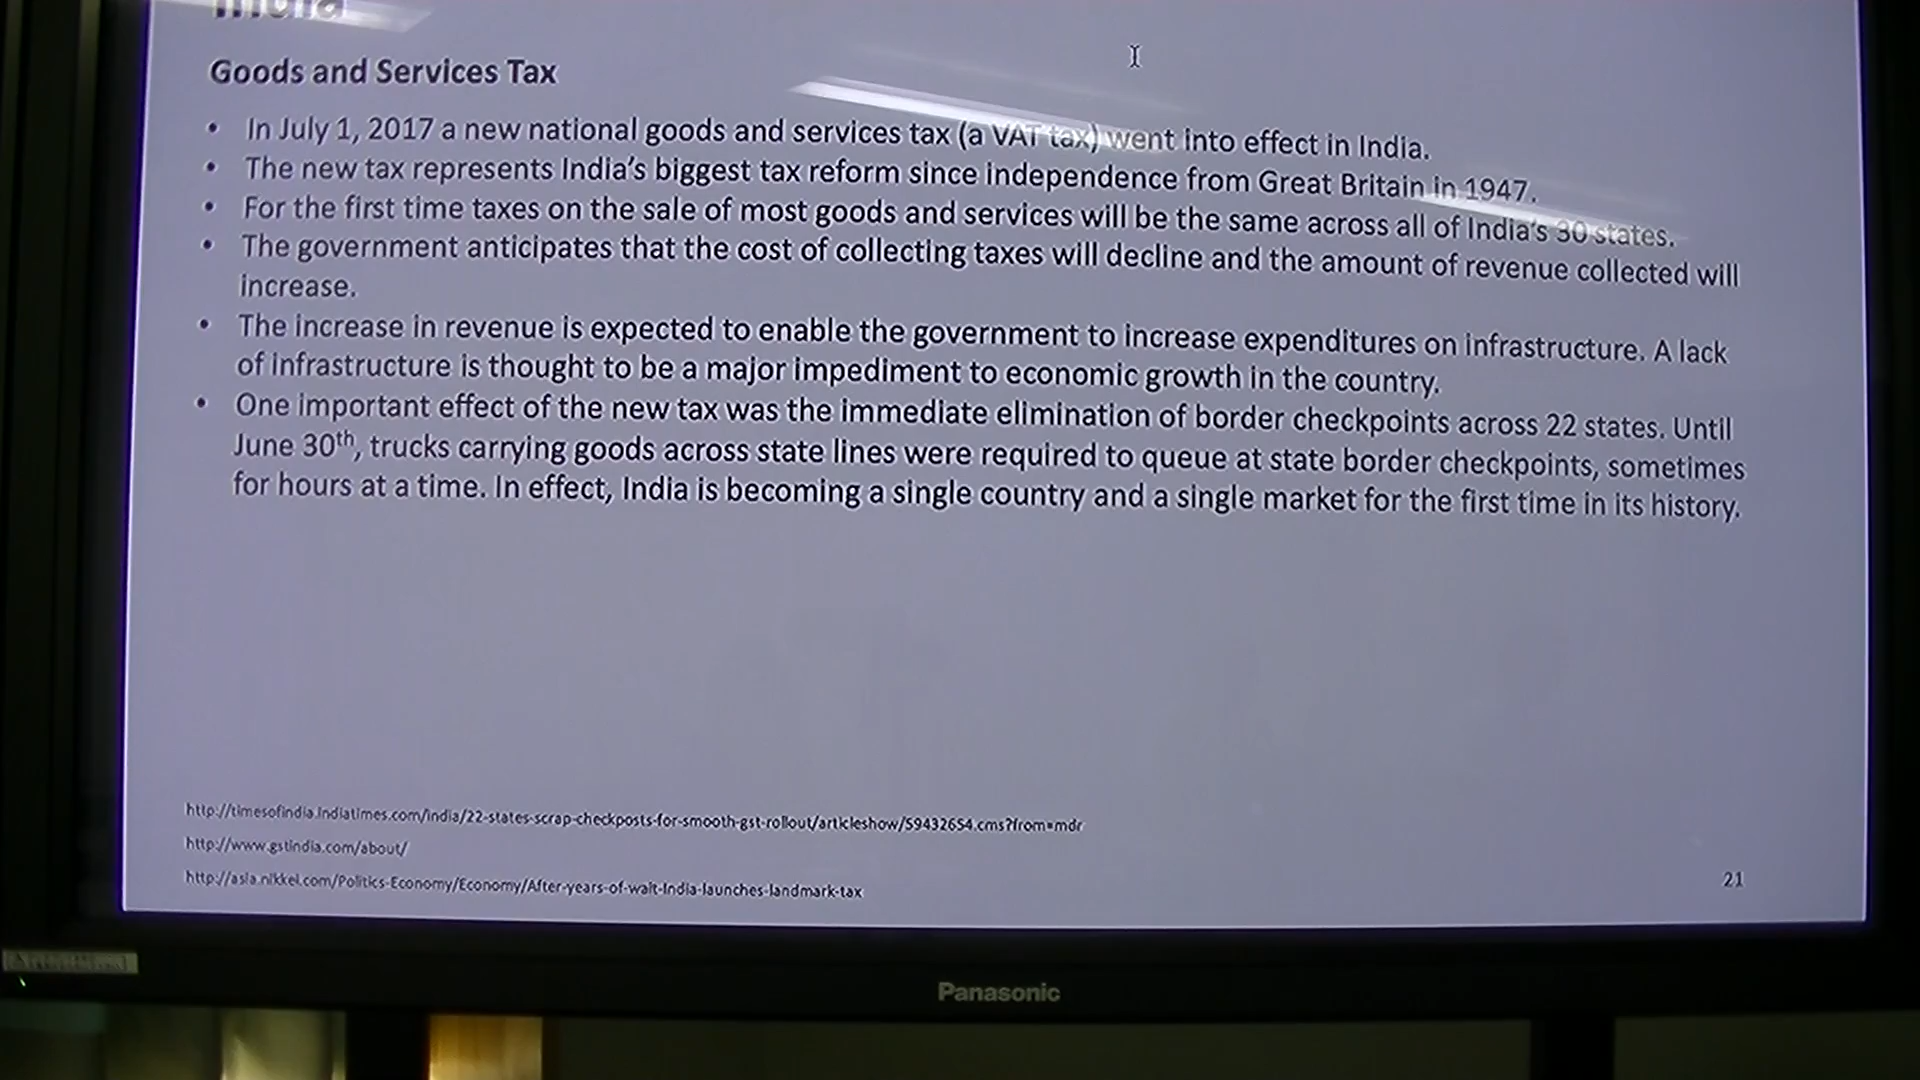 India
Goods and Services Tax
• In July 1, 2017 a new national goods and services tax (a VAT tax) went into effect in India.
• The new tax represents India's biggest tax reform since independence from Great Britain in 1947.
• For the first time taxes on the sale of most goods and services will be the same across all of India's 30 states.
• The government anticipates that the cost of collecting taxes will decline and the amount of revenue collected will
increase.
• The increase in revenue is expected to enable the government to increase expenditures on infrastructure. A lack
of infrastructure is thought to be a major impediment to economic growth in the country.
• One important effect of the new tax was the immediate elimination of border checkpoints across 22 states. Until
June 30th, trucks carrying goods across state lines were required to queue at state border checkpoints, sometimes
for hours at a time. In effect, India is becoming a single country and a single market for the first time in its history.
http://timesofindia.indiatimes.com/india/22-states-scrap-checkposts-for-smooth-gst-rollout/articleshow/59432654.cms?from=mdr
http://www.gstindia.com/about/
http://asia.nikkei.com/Politics-Economy/Economy/After-years-of-wait-India-launches-landmark-tax
21
Panasonic